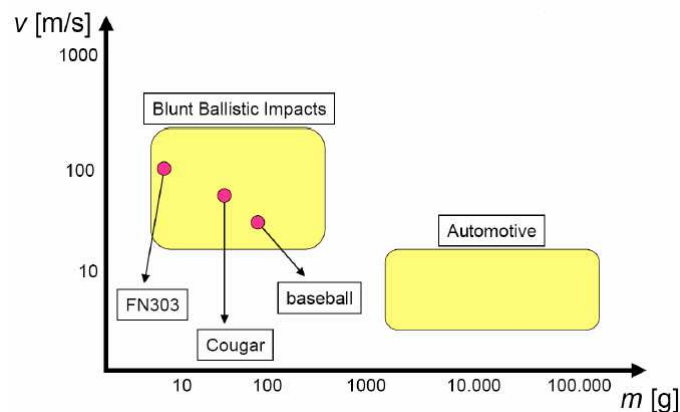 v [m/s]
1000
Blunt Ballistic Impacts
100
Automotive
10
baseball
FN303
Cougar
10 100 1000 10.000 100.000
m [g]